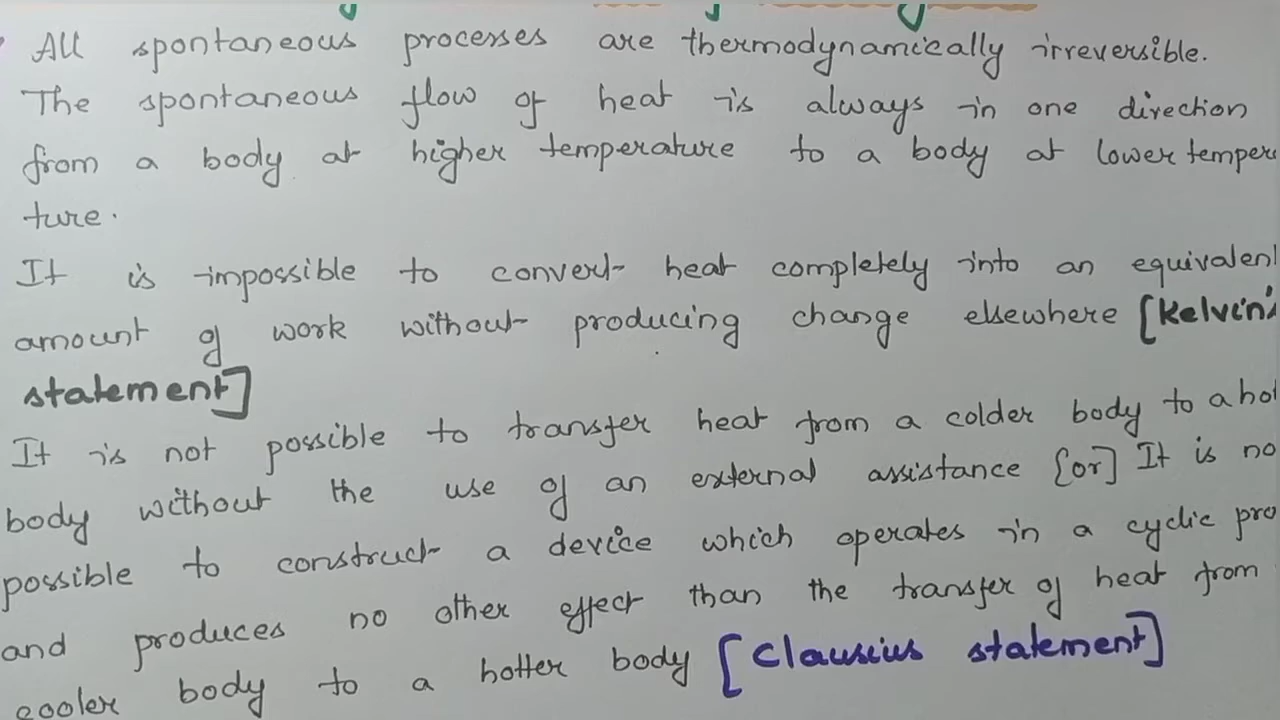 All spontaneous processes are thermodynamically irreversible.
The spontaneous flow of heat is always in one direction
from a body at higher temperature to a body at lower tempera
ture.
It is impossible to convert heat completely into an equivalent
amount of work without producing change elsewhere [Kelvin's
statement]
It is not possible to transfer heat from a colder body to a hot
body without the use of an external assistance [or] It is no
possible to construct a device which operates in a cyclic pro
and produces no other effect than the transfer of heat from
cooler body to a hotter body [Clausius statement]